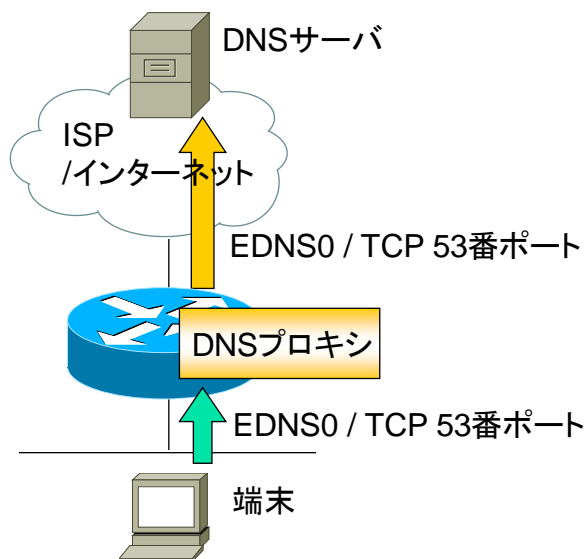 DNSサーバ
ISP
/インターネット
EDNS0 / TCP 53番ポート
DNSプロキシ
EDNS0 / TCP 53番ポート
端末